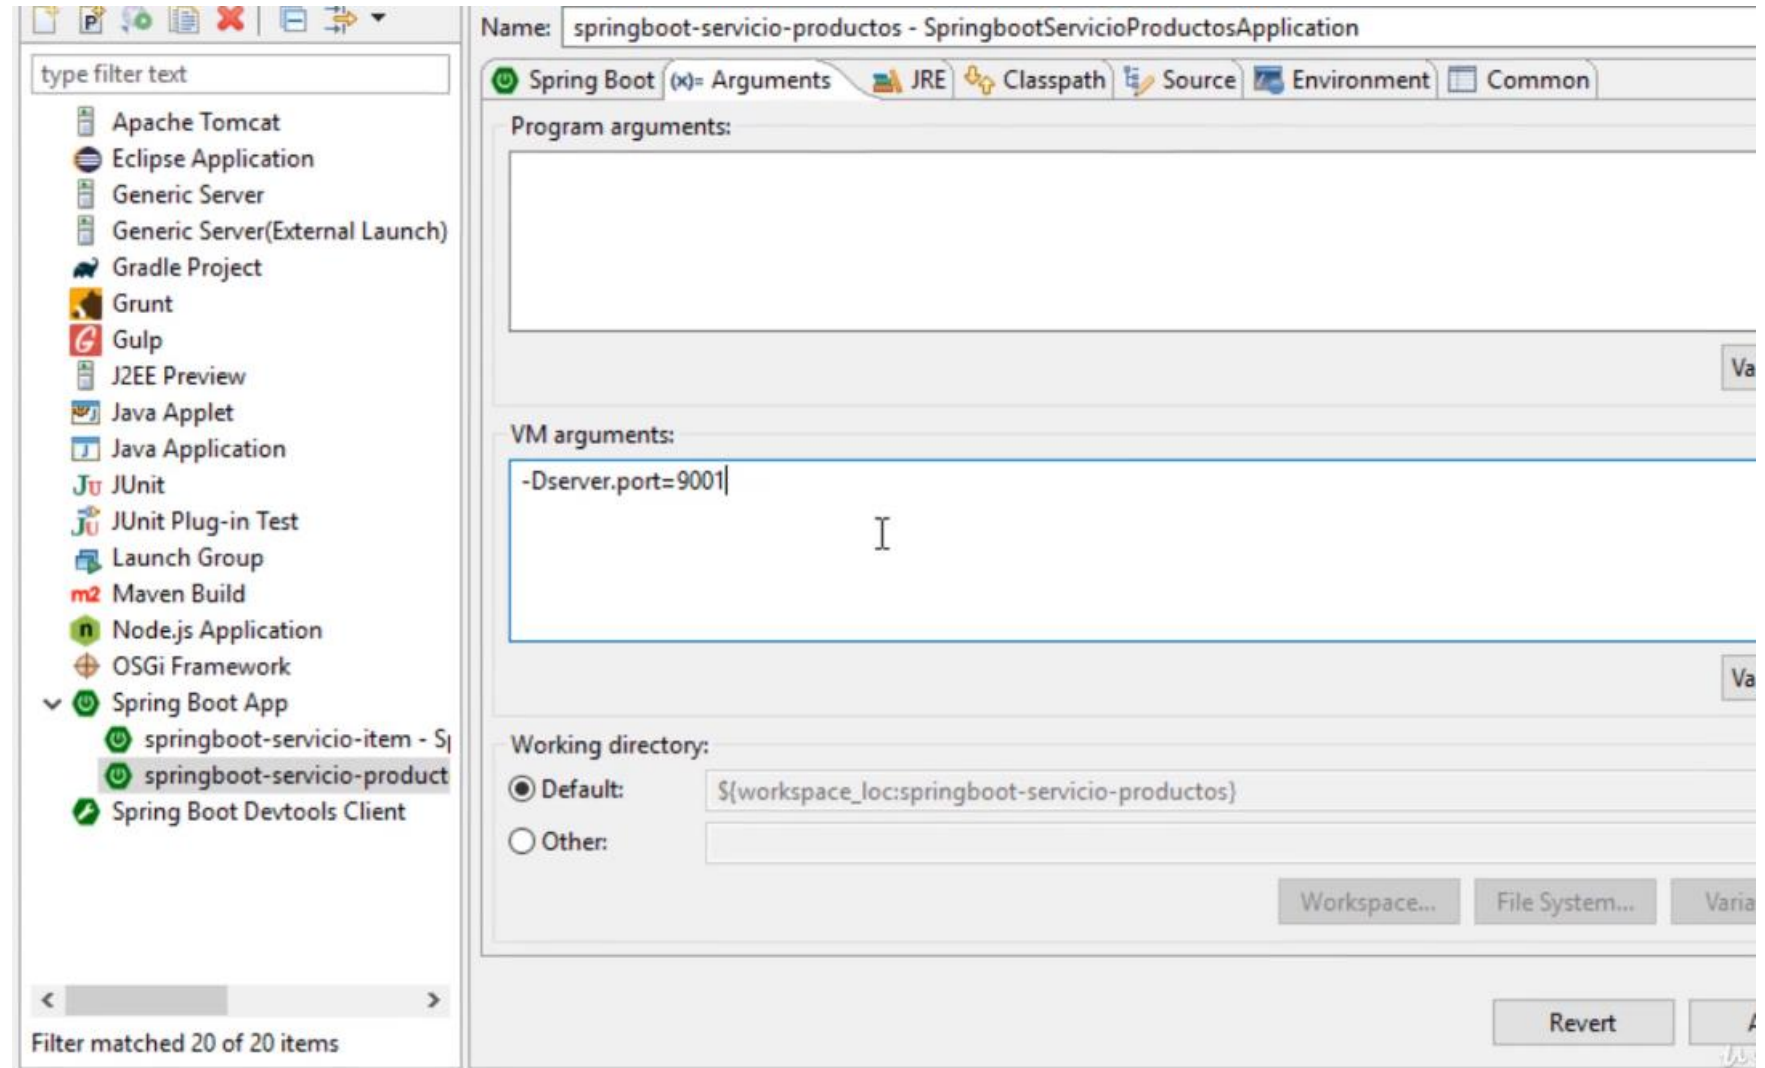 type filter text
Apache Tomcat
Eclipse Application
Generic Server
Generic Server(External Launch)
Gradle Project
Grunt
Gulp
J2EE Preview
Java Applet
Java Application
JUnit
JUnit Plug-in Test
Launch Group
Maven Build
Node.js Application
OSGi Framework
Spring Boot App
springboot-servicio-item - Sp
springboot-servicio-product
Spring Boot Devtools Client
Filter matched 20 of 20 items
Name: springboot-servicio-productos - SpringbootServicioProductosApplication
Spring Boot (x)= Arguments JRE Classpath Source Environment Common
Program arguments:
Va
VM arguments:
-Dserver.port=9001
Va
Working directory:
Default: ${workspace_loc:springboot-servicio-productos}
Other:
Workspace... File System... Varia
Revert A